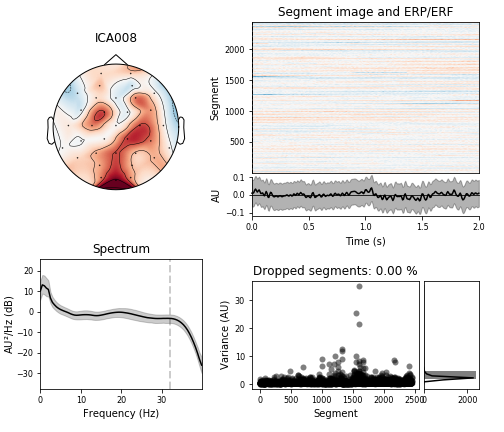 ICA008
Segment image and ERP/ERF
Segment
2000
1500
1000
500
AU
0.1
0.0
−0.1
0.0 0.5 1.0 1.5 2.0
Time (s)
Spectrum
AU²/Hz (dB)
20
10
0
−10
−20
−30
0 10 20 30
Frequency (Hz)
Dropped segments: 0.00 %
Variance (AU)
30
20
10
0
0 500 1000 1500 2000 2500
Segment
0 2000